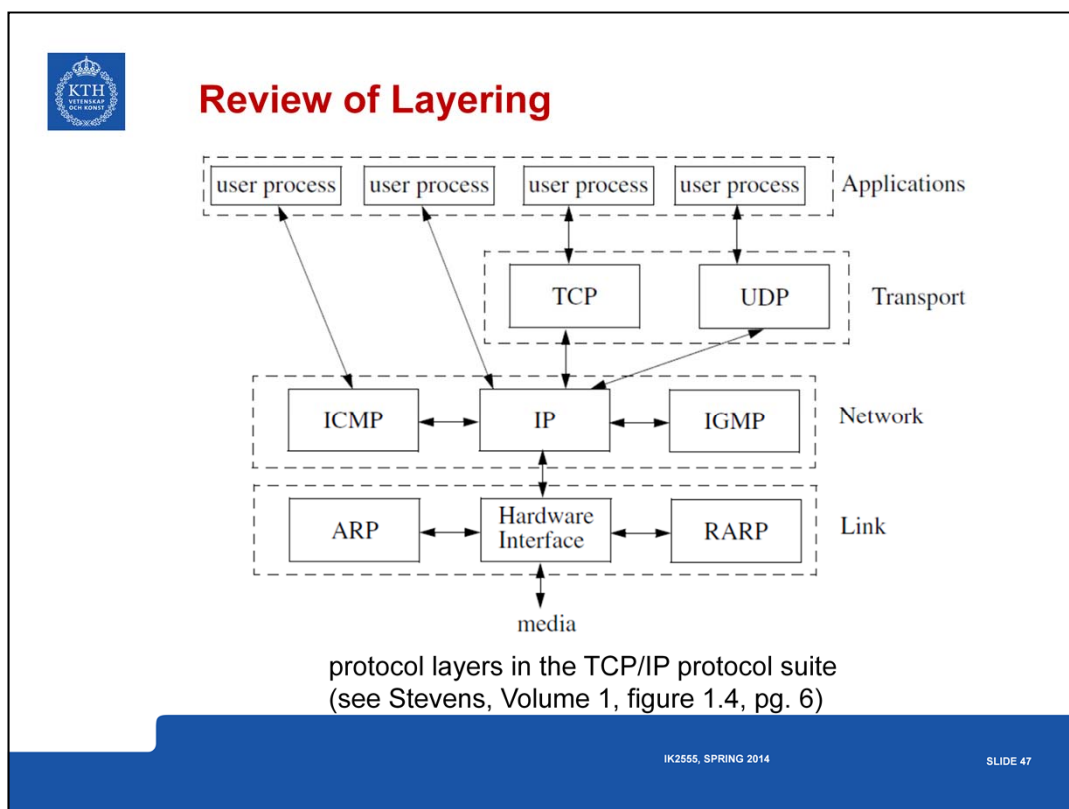 KTH
VETENSKAP
OCH KONST
Review of Layering
user process user process user process user process Applications
TCP UDP Transport
ICMP IP IGMP Network
ARP Hardware Interface RARP Link
media
protocol layers in the TCP/IP protocol suite
(see Stevens, Volume 1, figure 1.4, pg. 6)
IK2555, SPRING 2014 SLIDE 47